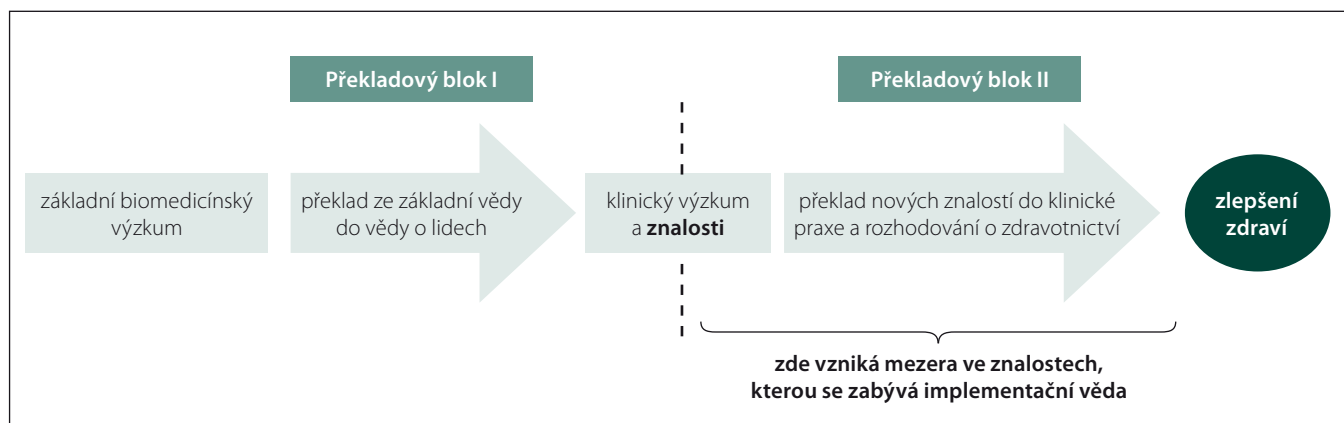 Překladový blok I
Překladový blok II
základní biomedicínský
výzkum
překlad ze základní vědy
do vědy o lidech
klinický výzkum
a znalosti
překlad nových znalostí do klinické
praxe a rozhodování o zdravotnictví
zlepšení
zdraví
zde vzniká mezera ve znalostech,
kterou se zabývá implementační věda